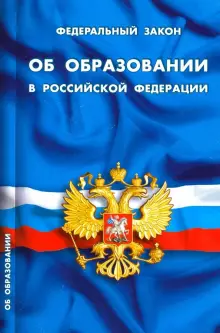 ФЕДЕРАЛЬНЫЙ ЗАКОН
ОБ ОБРАЗОВАНИИ
В РОССИЙСКОЙ ФЕДЕРАЦИИ
ОБ ОБРАЗОВАНИИ